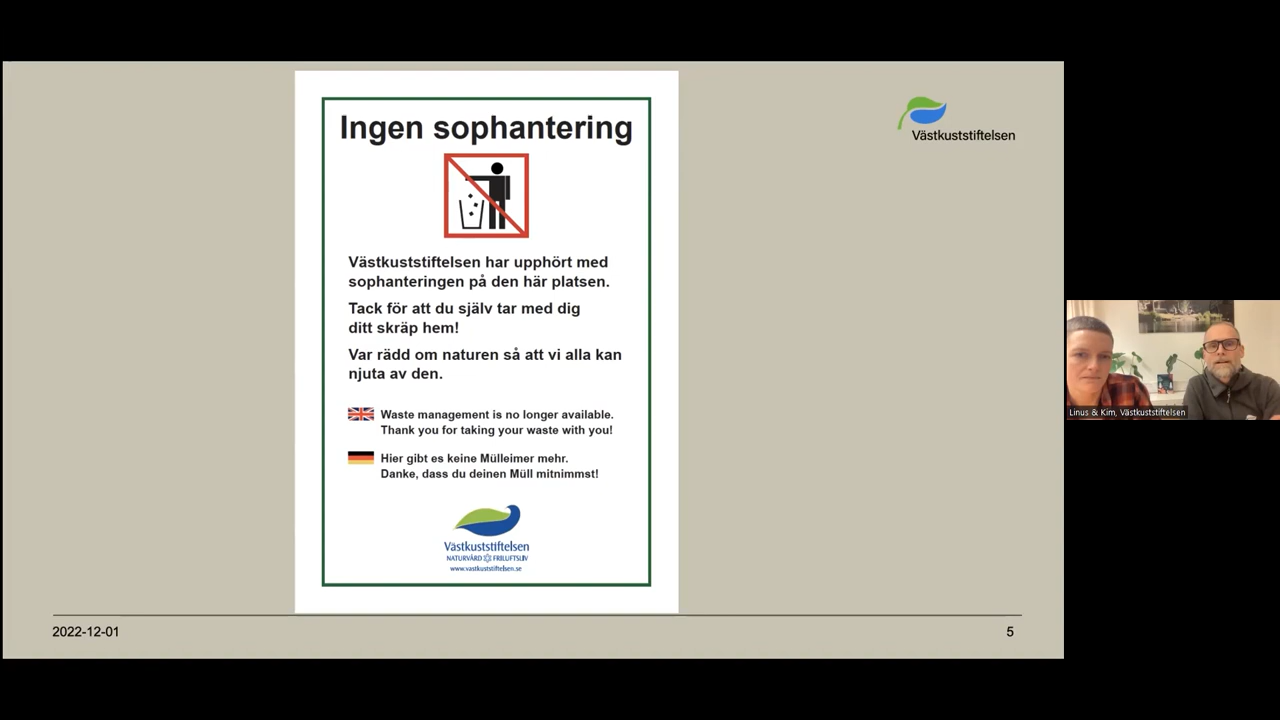 Ingen sophantering
Västkuststiftelsen har upphört med
sophanteringen på den här platsen.
Tack för att du själv tar med dig
ditt skräp hem!
Var rädd om naturen så att vi alla kan
njuta av den.
Waste management is no longer available.
Thank you for taking your waste with you!
Hier gibt es keine Mülleimer mehr.
Danke, dass du deinen Müll mitnimmst!
Västkuststiftelsen
NATURVÅRD FRILUFTSLIV
www.vastkuststiftelsen.se
Västkuststiftelsen
2022-12-01
5
Linus & Kim, Västkuststiftelsen